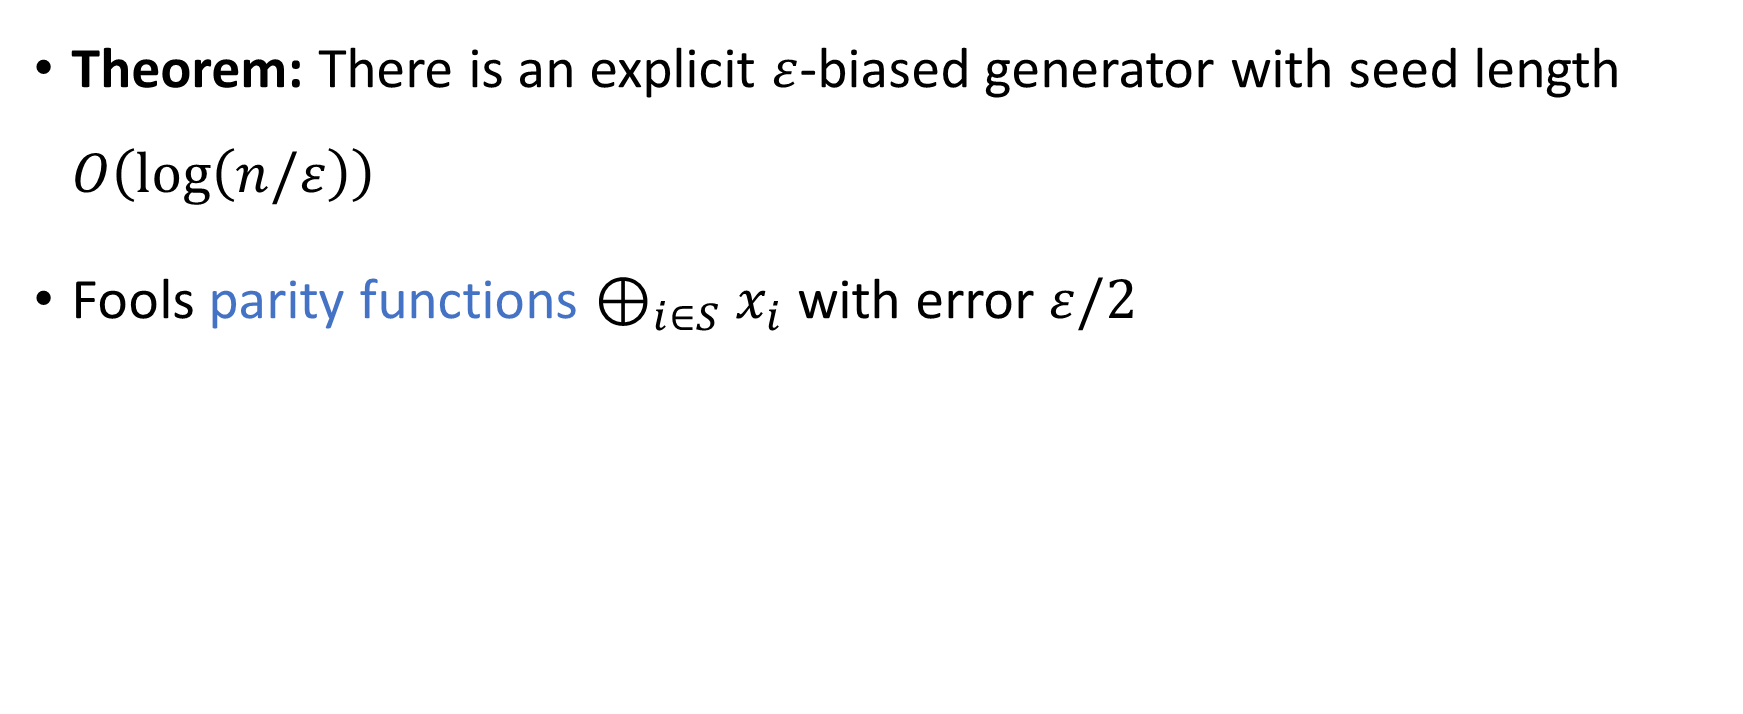 • Theorem: There is an explicit 𝜀-biased generator with seed length
𝑂(log(𝑛/𝜀))
• Fools parity functions ⨁_{𝑖∈𝑆} 𝑥_𝑖 with error 𝜀/2